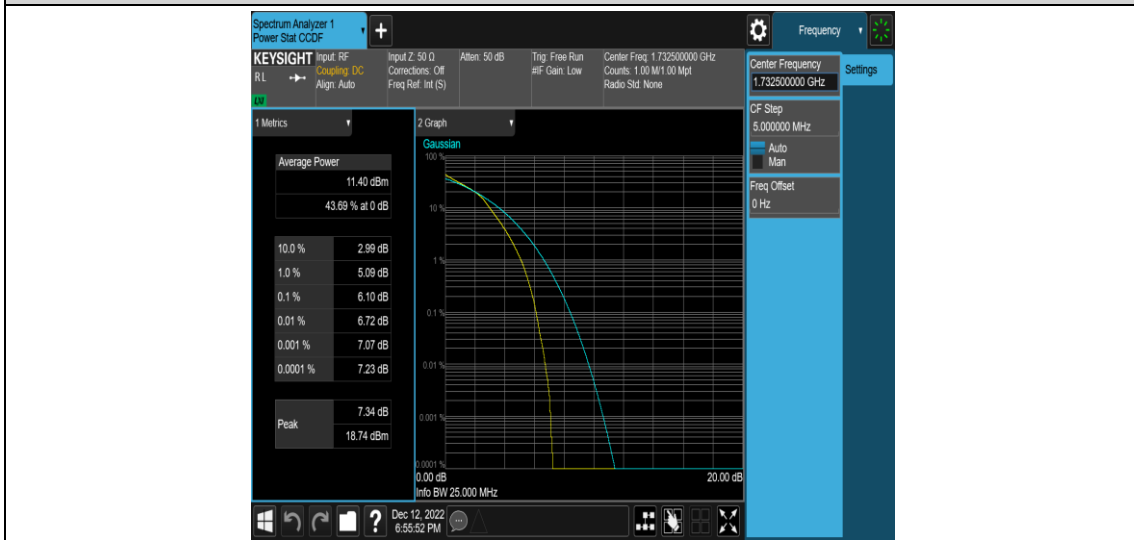 Spectrum Analyzer 1
Power Stat CCDF
+
Frequency
KEYSIGHT
RL
LXI
Input: RF
Coupling: DC
Align: Auto
Input Z: 50 Ω
Corrections: Off
Freq Ref: Int (S)
Atten: 50 dB
Trig: Free Run
#IF Gain: Low
Center Freq: 1.732500000 GHz
Counts: 1.00 M/1.00 Mpt
Radio Std: None
Center Frequency
1.732500000 GHz
Settings
CF Step
5.000000 MHz
Auto
Man
Freq Offset
0 Hz
1 Metrics
Average Power
11.40 dBm
43.69 % at 0 dB
10.0 % 2.99 dB
1.0 % 5.09 dB
0.1 % 6.10 dB
0.01 % 6.72 dB
0.001 % 7.07 dB
0.0001 % 7.23 dB
Peak
7.34 dB
18.74 dBm
2 Graph
Gaussian
100 %
10 %
1 %
0.1 %
0.01 %
0.001 %
0.0001 %
0.00 dB 20.00 dB
Info BW 25.000 MHz
?
Dec 12, 2022
6:55:52 PM